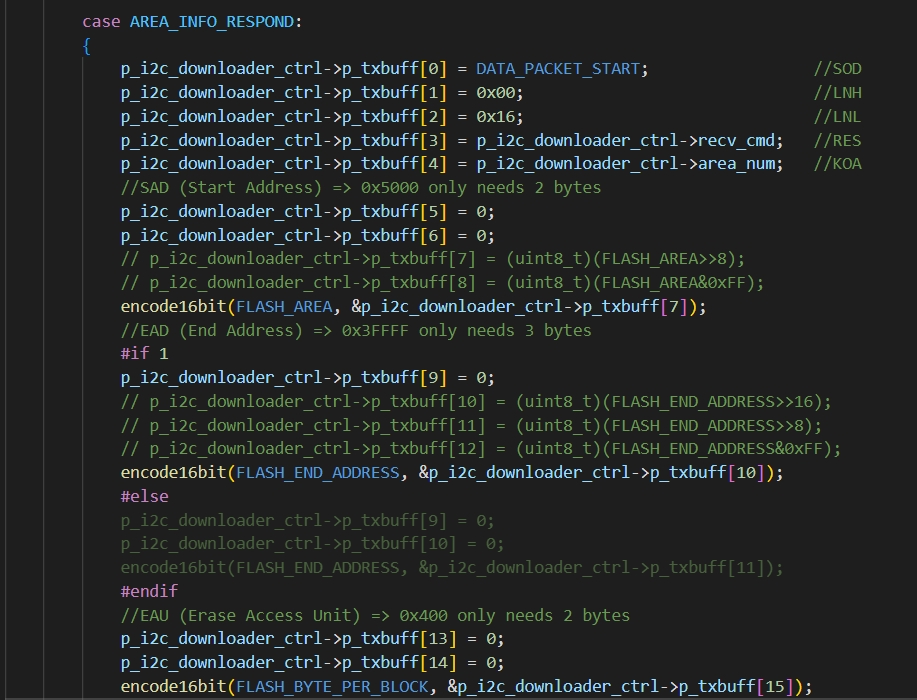 case AREA_INFO_RESPOND:
{
p_i2c_downloader_ctrl->p_txbuff[0] = DATA_PACKET_START; //SOD
p_i2c_downloader_ctrl->p_txbuff[1] = 0x00; //LNH
p_i2c_downloader_ctrl->p_txbuff[2] = 0x16; //LNL
p_i2c_downloader_ctrl->p_txbuff[3] = p_i2c_downloader_ctrl->recv_cmd; //RES
p_i2c_downloader_ctrl->p_txbuff[4] = p_i2c_downloader_ctrl->area_num; //KOA
//SAD (Start Address) => 0x5000 only needs 2 bytes
p_i2c_downloader_ctrl->p_txbuff[5] = 0;
p_i2c_downloader_ctrl->p_txbuff[6] = 0;
// p_i2c_downloader_ctrl->p_txbuff[7] = (uint8_t)(FLASH_AREA>>8);
// p_i2c_downloader_ctrl->p_txbuff[8] = (uint8_t)(FLASH_AREA&0xFF);
encode16bit(FLASH_AREA, &p_i2c_downloader_ctrl->p_txbuff[7]);
//EAD (End Address) => 0x3FFFF only needs 3 bytes
#if 1
p_i2c_downloader_ctrl->p_txbuff[9] = 0;
// p_i2c_downloader_ctrl->p_txbuff[10] = (uint8_t)(FLASH_END_ADDRESS>>16);
// p_i2c_downloader_ctrl->p_txbuff[11] = (uint8_t)(FLASH_END_ADDRESS>>8);
// p_i2c_downloader_ctrl->p_txbuff[12] = (uint8_t)(FLASH_END_ADDRESS&0xFF);
encode16bit(FLASH_END_ADDRESS, &p_i2c_downloader_ctrl->p_txbuff[10]);
#else
p_i2c_downloader_ctrl->p_txbuff[9] = 0;
p_i2c_downloader_ctrl->p_txbuff[10] = 0;
encode16bit(FLASH_END_ADDRESS, &p_i2c_downloader_ctrl->p_txbuff[11]);
#endif
//EAU (Erase Access Unit) => 0x400 only needs 2 bytes
p_i2c_downloader_ctrl->p_txbuff[13] = 0;
p_i2c_downloader_ctrl->p_txbuff[14] = 0;
encode16bit(FLASH_BYTE_PER_BLOCK, &p_i2c_downloader_ctrl->p_txbuff[15]);